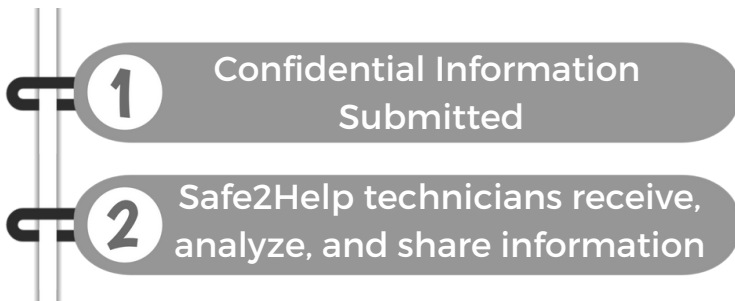 1
Confidential Information
Submitted
2
Safe2Help technicians receive,
analyze, and share information